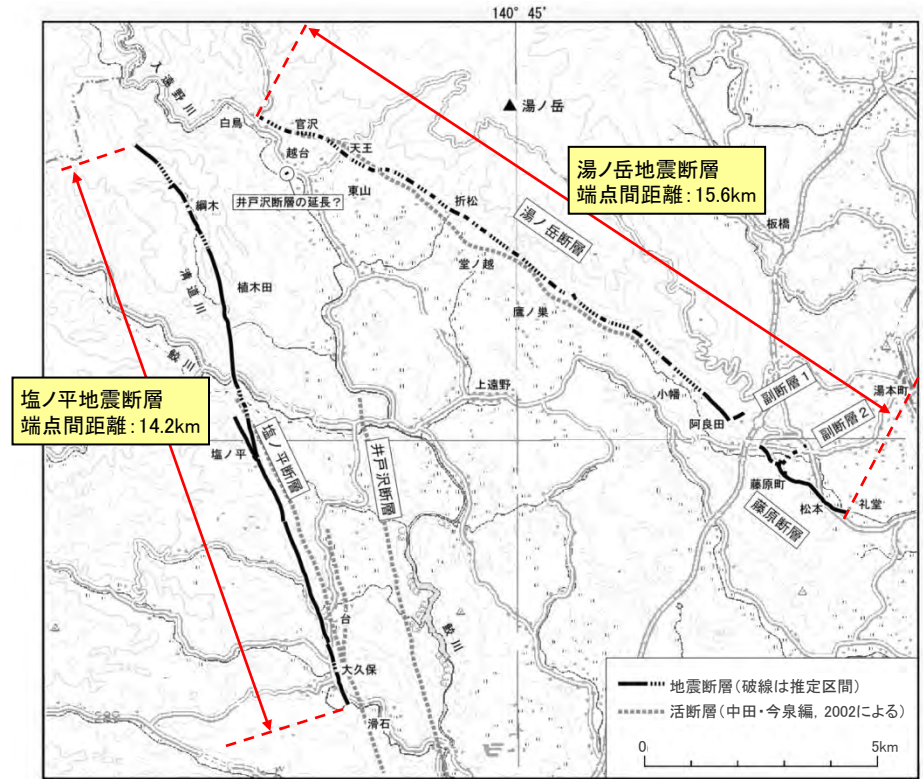 140° 45′
入遠野川
白鳥
官沢
湯ノ岳
天王
越台
東山
井戸沢断層の延長?
折松
湯ノ岳断層
湯ノ岳地震断層
端点間距離:15.6km
板橋
綱木
溝道川
植木田
堂ノ越
鷹ノ巣
鮫川
塩ノ平地震断層
端点間距離:14.2km
上遠野
小幡
阿良田
副断層1
湯本町
副断層2
塩ノ平
塩ノ平断層
井戸沢断層
藤原町
松本
礼堂
藤原断層
台
大久保
滑石
鮫川
地震断層(破線は推定区間)
活断層(中田・今泉編, 2002による)
0
5km